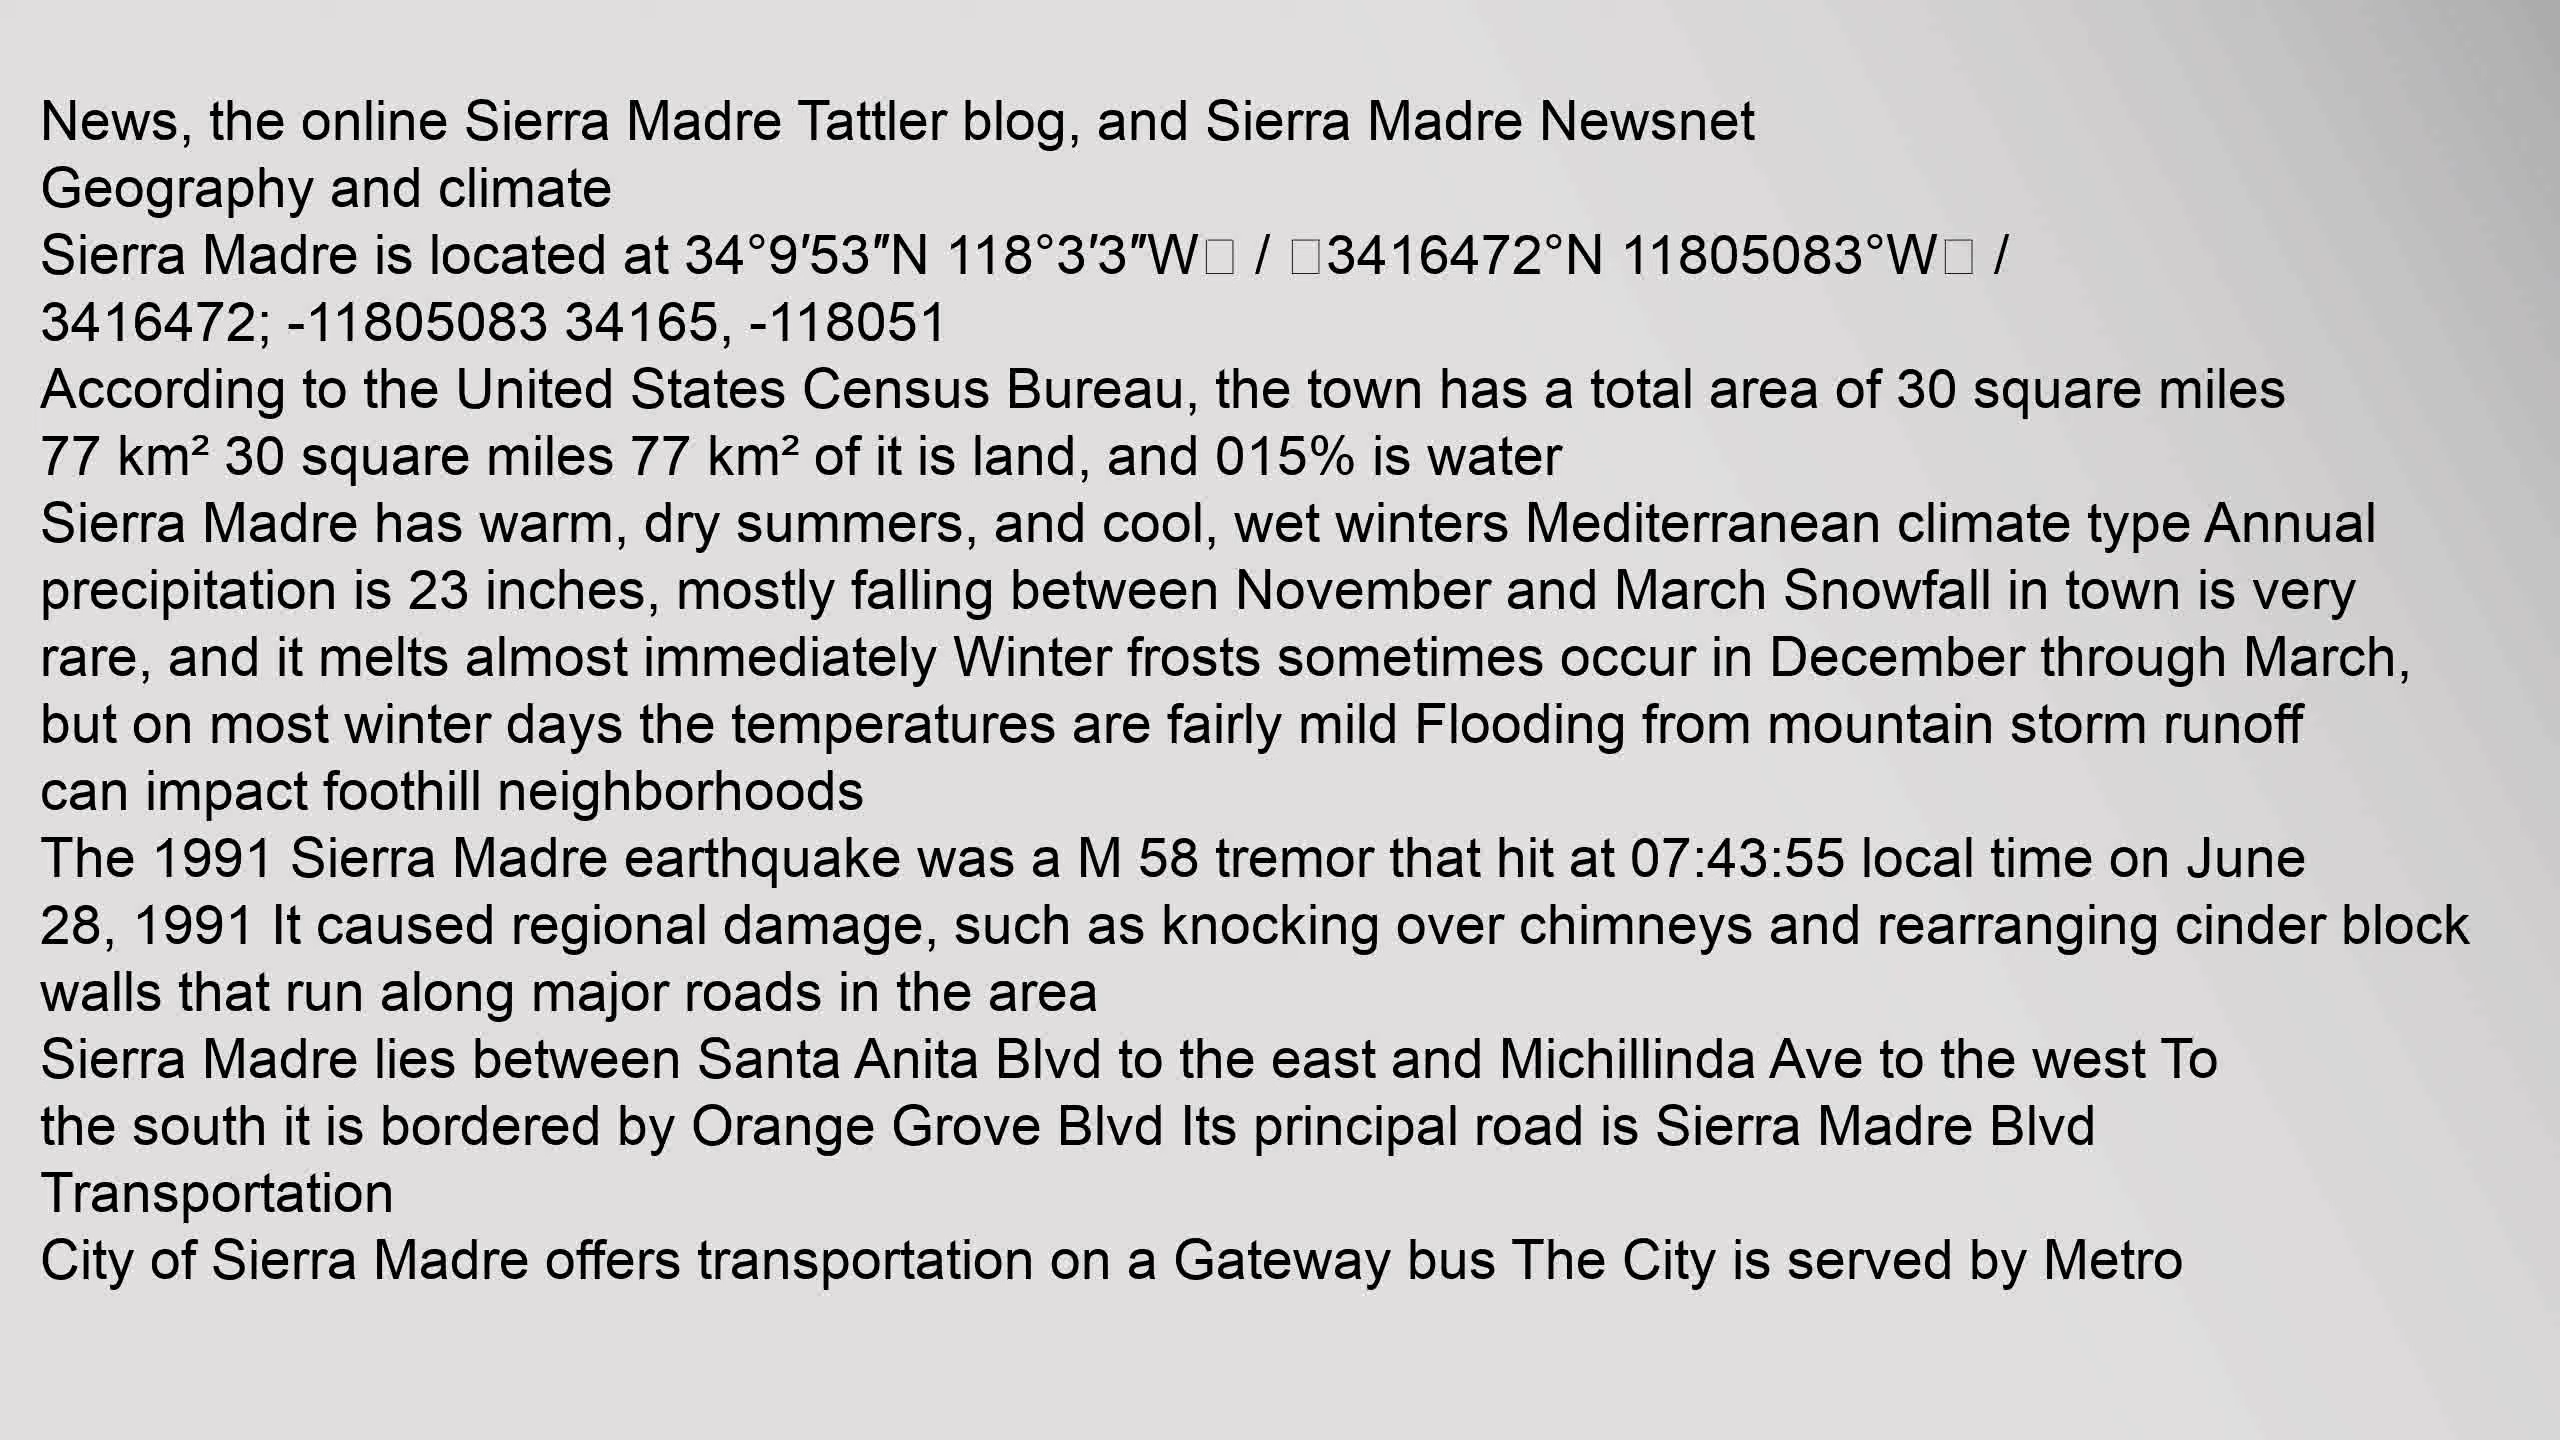 News, the online Sierra Madre Tattler blog, and Sierra Madre Newsnet
Geography and climate
Sierra Madre is located at 34°9′53″N 118°3′3″W□ / □3416472°N 11805083°W□ /
3416472; -11805083 34165, -118051
According to the United States Census Bureau, the town has a total area of 30 square miles
77 km² 30 square miles 77 km² of it is land, and 015% is water
Sierra Madre has warm, dry summers, and cool, wet winters Mediterranean climate type Annual
precipitation is 23 inches, mostly falling between November and March Snowfall in town is very
rare, and it melts almost immediately Winter frosts sometimes occur in December through March,
but on most winter days the temperatures are fairly mild Flooding from mountain storm runoff
can impact foothill neighborhoods
The 1991 Sierra Madre earthquake was a M 58 tremor that hit at 07:43:55 local time on June
28, 1991 It caused regional damage, such as knocking over chimneys and rearranging cinder block
walls that run along major roads in the area
Sierra Madre lies between Santa Anita Blvd to the east and Michillinda Ave to the west To
the south it is bordered by Orange Grove Blvd Its principal road is Sierra Madre Blvd
Transportation
City of Sierra Madre offers transportation on a Gateway bus The City is served by Metro